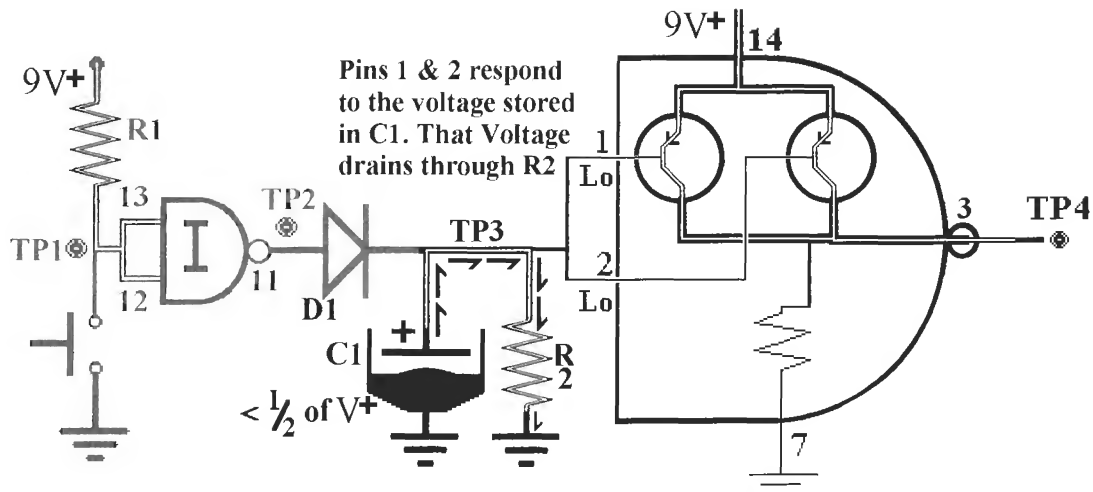 9V+
14
9V+
R1
Pins 1 & 2 respond
to the voltage stored
in C1. That Voltage
drains through R2
1
Lo
13
TP1
I
12
11
TP2
D1
TP3
2
Lo
3
TP4
+
C1
R
2
< 1/2 of V+
7